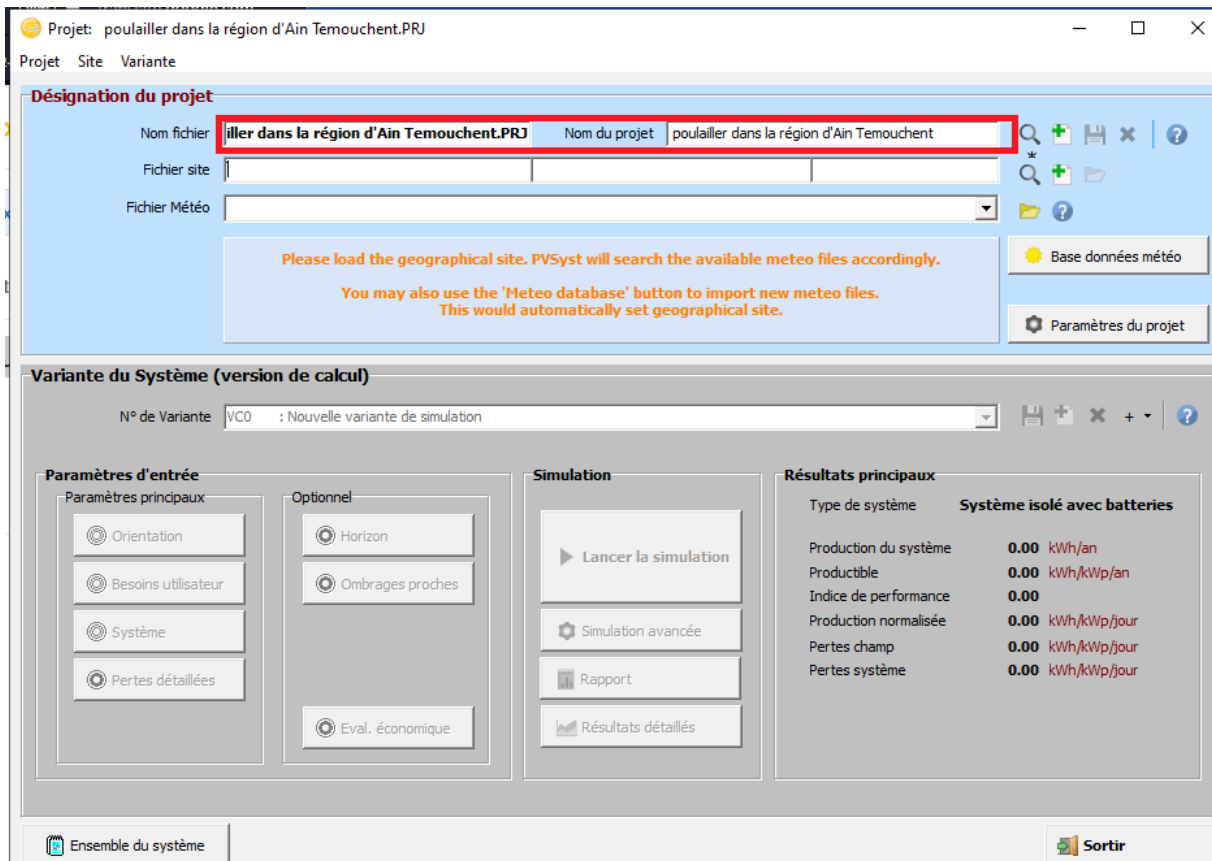 Projet: poulailler dans la région d'Ain Temouchent.PRJ
Projet Site Variante
Désignation du projet
Nom fichier iller dans la région d'Ain Temouchent.PRJ Nom du projet poulailler dans la région d'Ain Temouchent
Fichier site
Fichier Météo
Please load the geographical site. PVSyst will search the available meteo files accordingly.
You may also use the 'Meteo database' button to import new meteo files.
This would automatically set geographical site.
Base données météo
Paramètres du projet
Variante du Système (version de calcul)
N° de Variante VC0 : Nouvelle variante de simulation
Paramètres d'entrée
Paramètres principaux
Orientation
Besoins utilisateur
Système
Pertes détaillées
Optionnel
Horizon
Ombrages proches
Eval. économique
Simulation
Lancer la simulation
Simulation avancée
Rapport
Résultats détaillés
Résultats principaux
Type de système Système isolé avec batteries
Production du système 0.00 kWh/an
Productible 0.00 kWh/kWp/an
Indice de performance 0.00
Production normalisée 0.00 kWh/kWp/jour
Pertes champ 0.00 kWh/kWp/jour
Pertes système 0.00 kWh/kWp/jour
Ensemble du système
Sortir